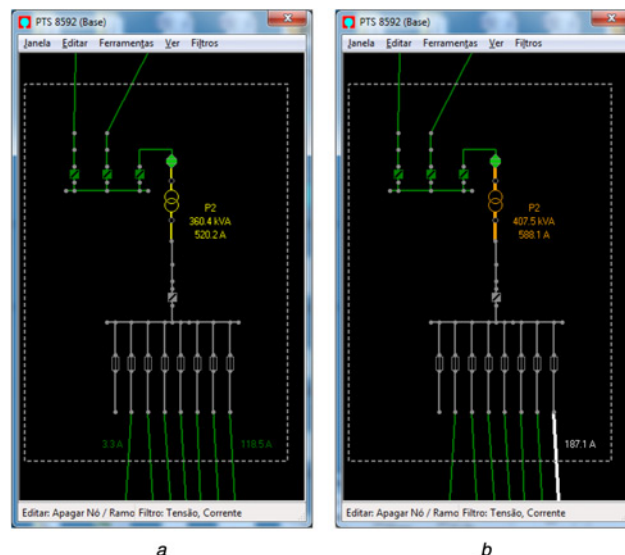 PTS 8592 (Base)
Janela Editar Ferramentas Ver Filtros
P2
360.4 kVA
520.2 A
3.3 A
118.5 A
Editar: Apagar Nó / Ramo Filtro: Tensão, Corrente
a
PTS 8592 (Base)
Janela Editar Ferramentas Ver Filtros
P2
407.5 kVA
588.1 A
187.1 A
Editar: Apagar Nó / Ramo Filtro: Tensão, Corrente
b